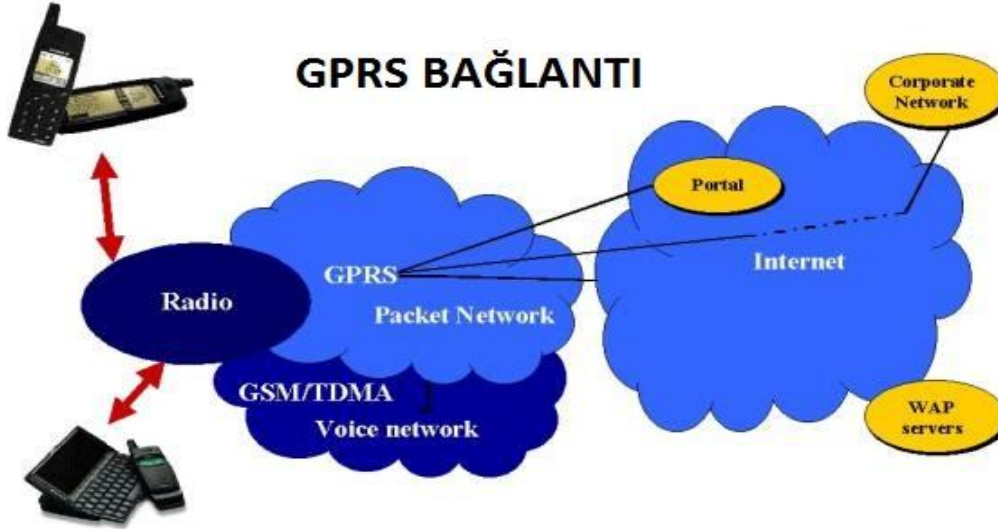 GPRS BAĞLANTI
Corporate
Network
Portal
Internet
GPRS
Packet Network
Radio
GSM/TDMA
Voice network
WAP
servers